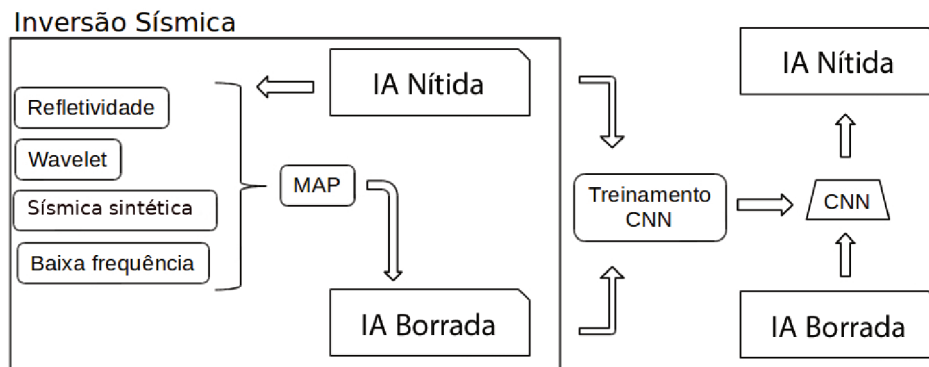 Inversão Sísmica
IA Nítida
Refletividade
Wavelet
Sísmica sintética
Baixa frequência
MAP
IA Borrada
Treinamento
CNN
IA Nítida
CNN
IA Borrada